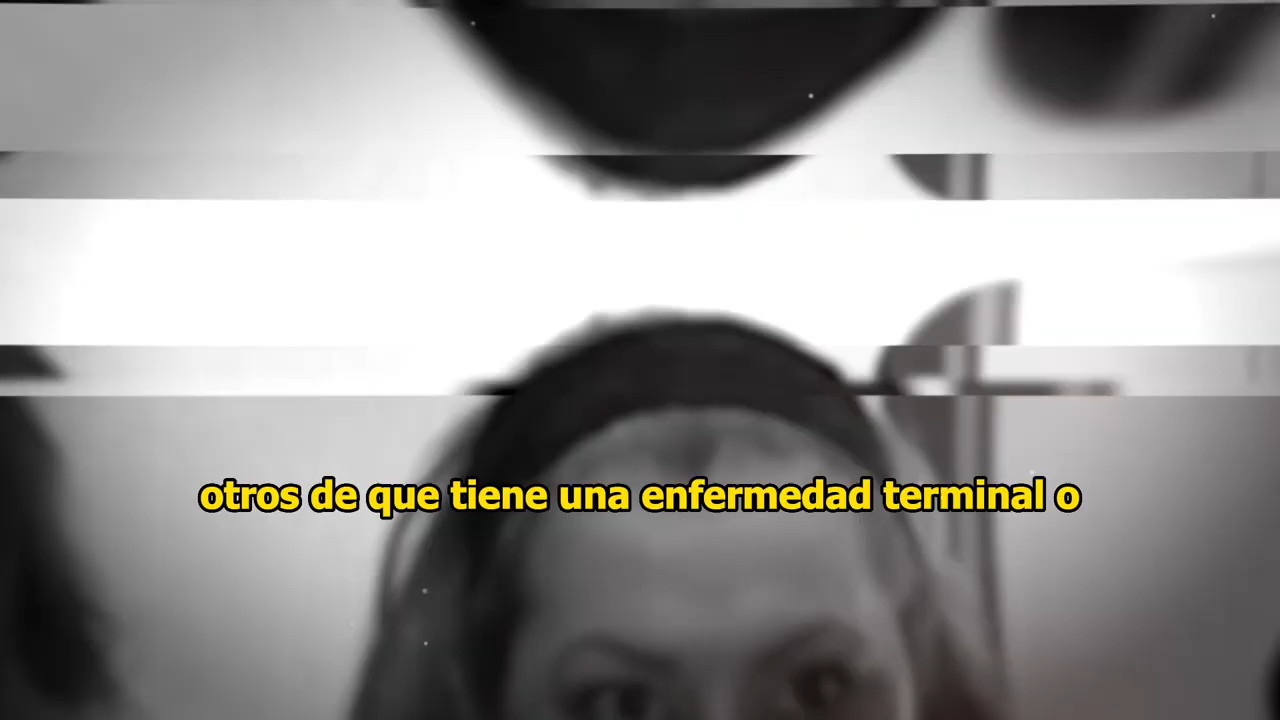 otros de que tiene una enfermedad terminal o